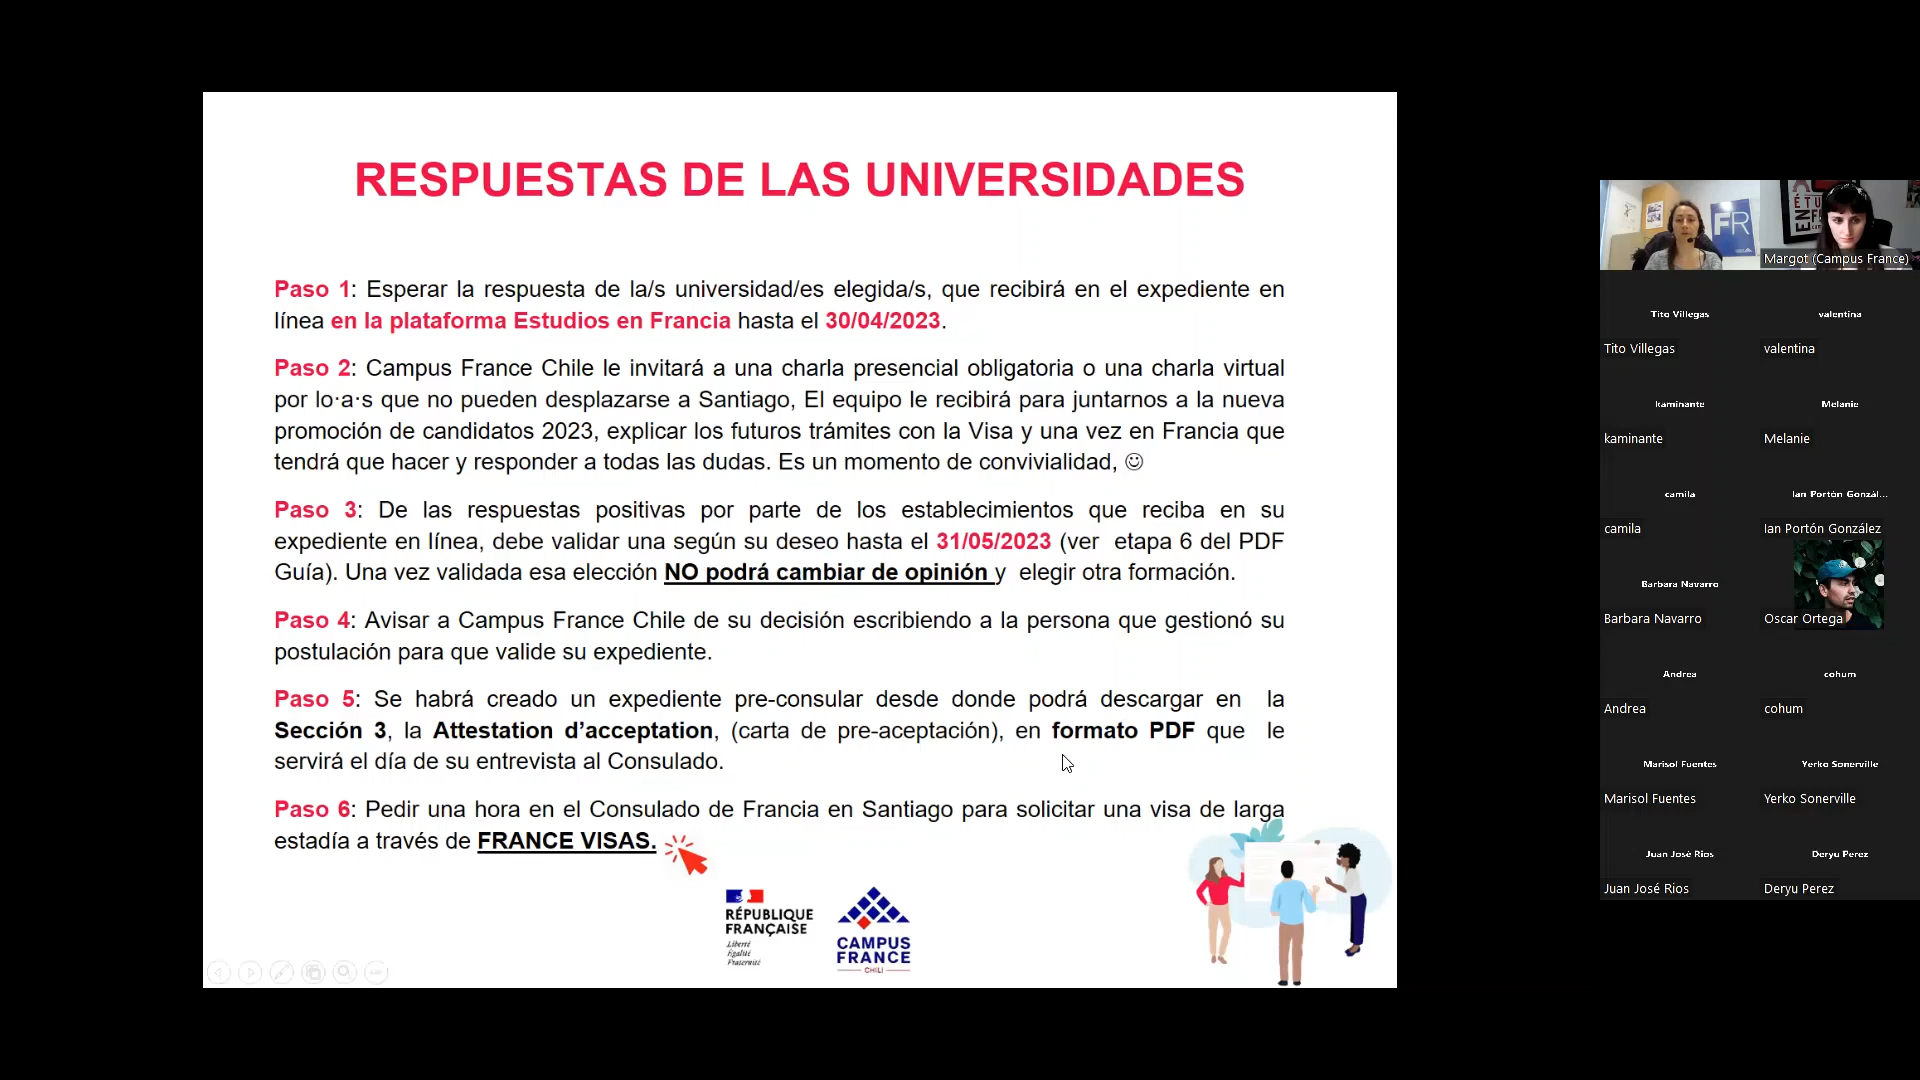 RESPUESTAS DE LAS UNIVERSIDADES
Paso 1: Esperar la respuesta de la/s universidad/es elegida/s, que recibirá en el expediente en
línea en la plataforma Estudios en Francia hasta el 30/04/2023.
Paso 2: Campus France Chile le invitará a una charla presencial obligatoria o una charla virtual
por lo·a·s que no pueden desplazarse a Santiago, El equipo le recibirá para juntarnos a la nueva
promoción de candidatos 2023, explicar los futuros trámites con la Visa y una vez en Francia que
tendrá que hacer y responder a todas las dudas. Es un momento de convivialidad, ☺
Paso 3: De las respuestas positivas por parte de los establecimientos que reciba en su
expediente en línea, debe validar una según su deseo hasta el 31/05/2023 (ver etapa 6 del PDF
Guía). Una vez validada esa elección NO podrá cambiar de opinión y elegir otra formación.
Paso 4: Avisar a Campus France Chile de su decisión escribiendo a la persona que gestionó su
postulación para que valide su expediente.
Paso 5: Se habrá creado un expediente pre-consular desde donde podrá descargar en la
Sección 3, la Attestation d'acceptation, (carta de pre-aceptación), en formato PDF que le
servirá el día de su entrevista al Consulado.
Paso 6: Pedir una hora en el Consulado de Francia en Santiago para solicitar una visa de larga
estadía a través de FRANCE VISAS.
RÉPUBLIQUE
FRANÇAISE
Liberté
Égalité
Fraternité
CAMPUS
FRANCE
CHILI
FR
Margot (Campus France)
Tito Villegas
valentina
Tito Villegas
valentina
kaminante
Melanie
kaminante
Melanie
camila
Ian Portón Gonzál...
camila
Ian Portón González
Barbara Navarro
Barbara Navarro
Oscar Ortega
Andrea
cohum
Andrea
cohum
Marisol Fuentes
Yerko Sonerville
Marisol Fuentes
Yerko Sonerville
Juan José Rios
Deryu Perez
Juan José Rios
Deryu Perez